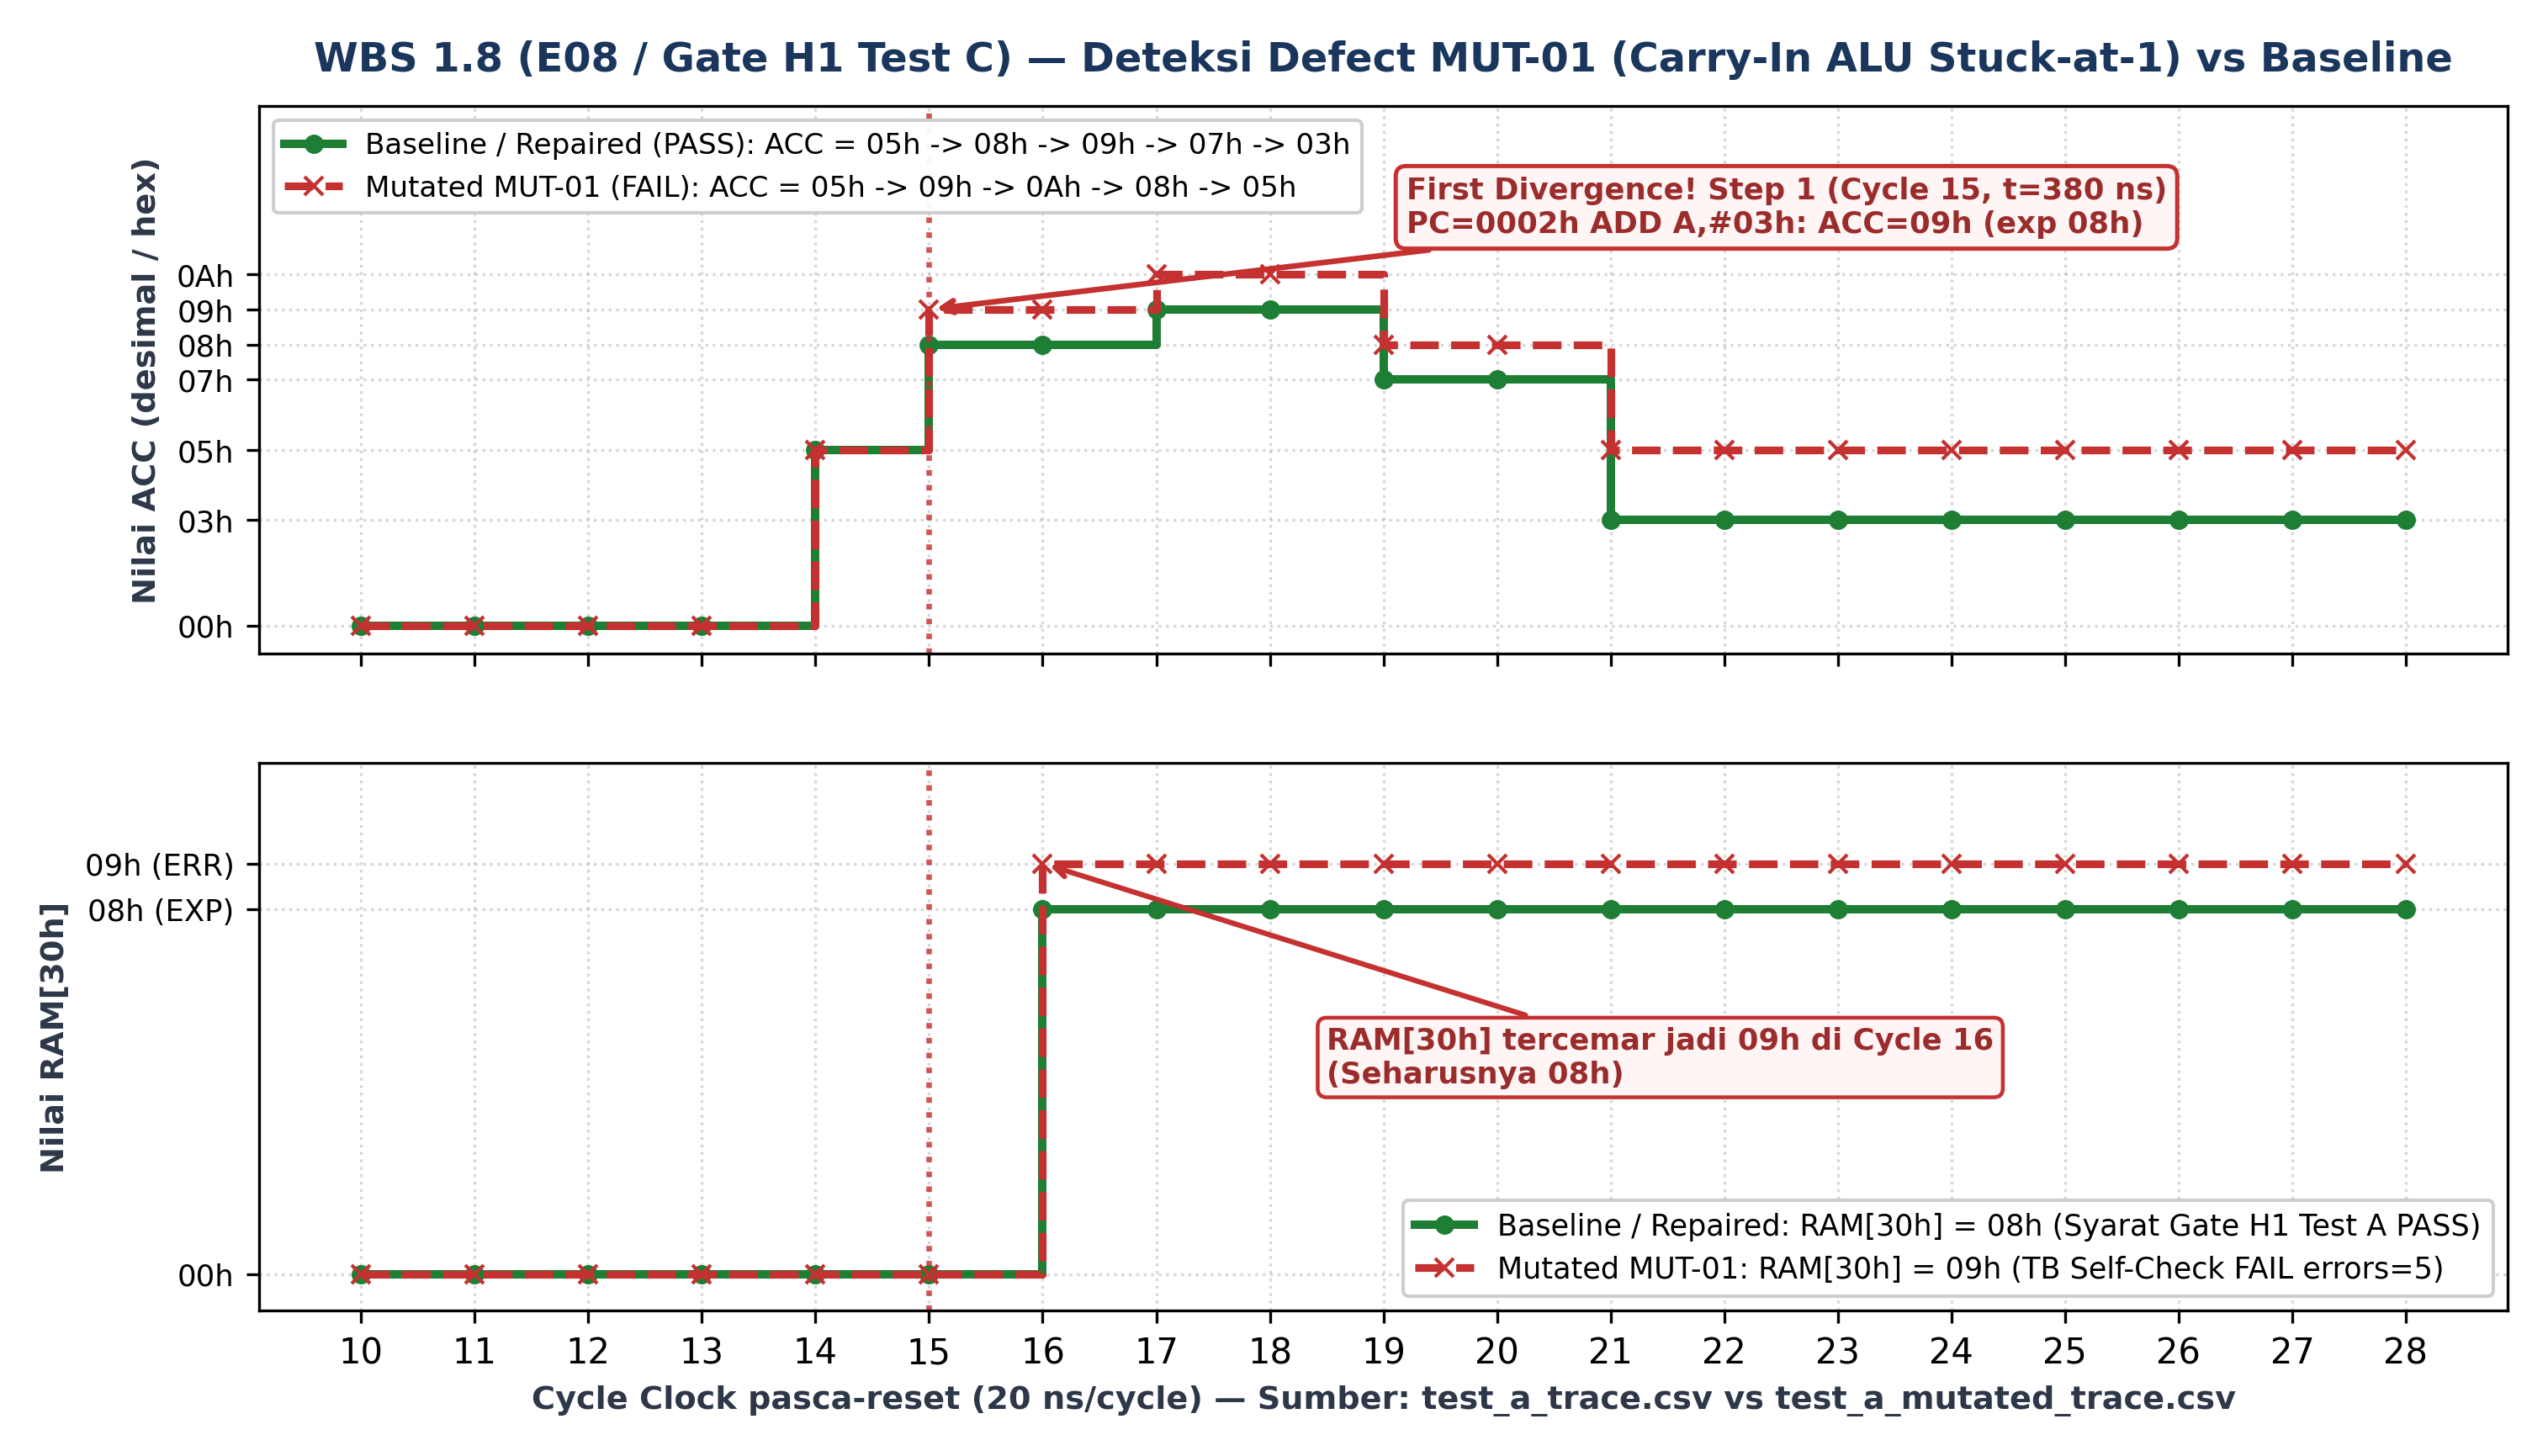 WBS 1.8 (E08 / Gate H1 Test C) — Deteksi Defect MUT-01 (Carry-In ALU Stuck-at-1) vs Baseline
Baseline / Repaired (PASS): ACC = 05h -> 08h -> 09h -> 07h -> 03h
Mutated MUT-01 (FAIL): ACC = 05h -> 09h -> 0Ah -> 08h -> 05h
First Divergence! Step 1 (Cycle 15, t=380 ns)
PC=0002h ADD A,#03h: ACC=09h (exp 08h)
Nilai ACC (desimal / hex)
0Ah
09h
08h
07h
05h
03h
00h
Nilai RAM[30h]
09h (ERR)
08h (EXP)
00h
RAM[30h] tercemar jadi 09h di Cycle 16
(Seharusnya 08h)
Baseline / Repaired: RAM[30h] = 08h (Syarat Gate H1 Test A PASS)
Mutated MUT-01: RAM[30h] = 09h (TB Self-Check FAIL errors=5)
10 11 12 13 14 15 16 17 18 19 20 21 22 23 24 25 26 27 28
Cycle Clock pasca-reset (20 ns/cycle) — Sumber: test_a_trace.csv vs test_a_mutated_trace.csv